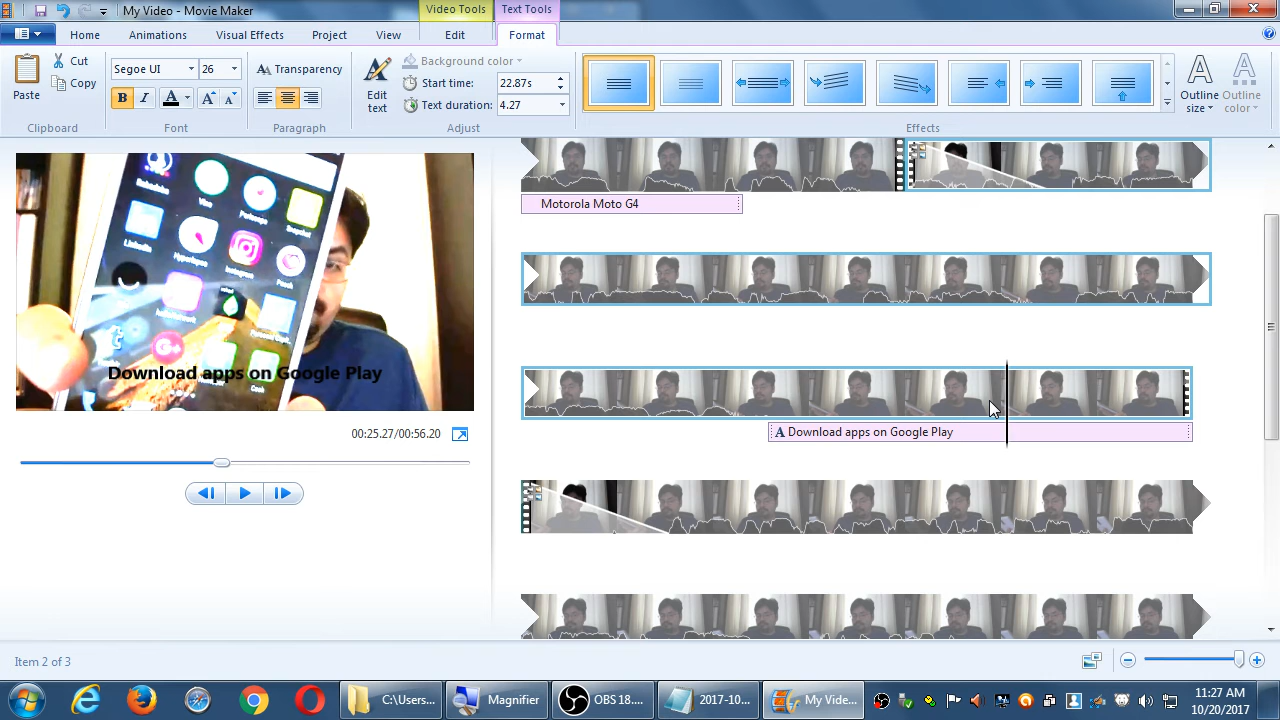 My Video - Movie Maker
Video Tools
Text Tools
Home
Animations
Visual Effects
Project
View
Edit
Format
Paste
Cut
Copy
Clipboard
Segoe UI
26
B I A A A
Font
Transparency
Paragraph
Edit text
Background color
Start time: 22.87s
Text duration: 4.27
Adjust
Effects
Outline size
Outline color
Download apps on Google Play
00:25.27/00:56.20
Motorola Moto G4
A Download apps on Google Play
Item 2 of 3
C:\Users...
Magnifier
OBS 18....
2017-10...
My Vide...
11:27 AM
10/20/2017